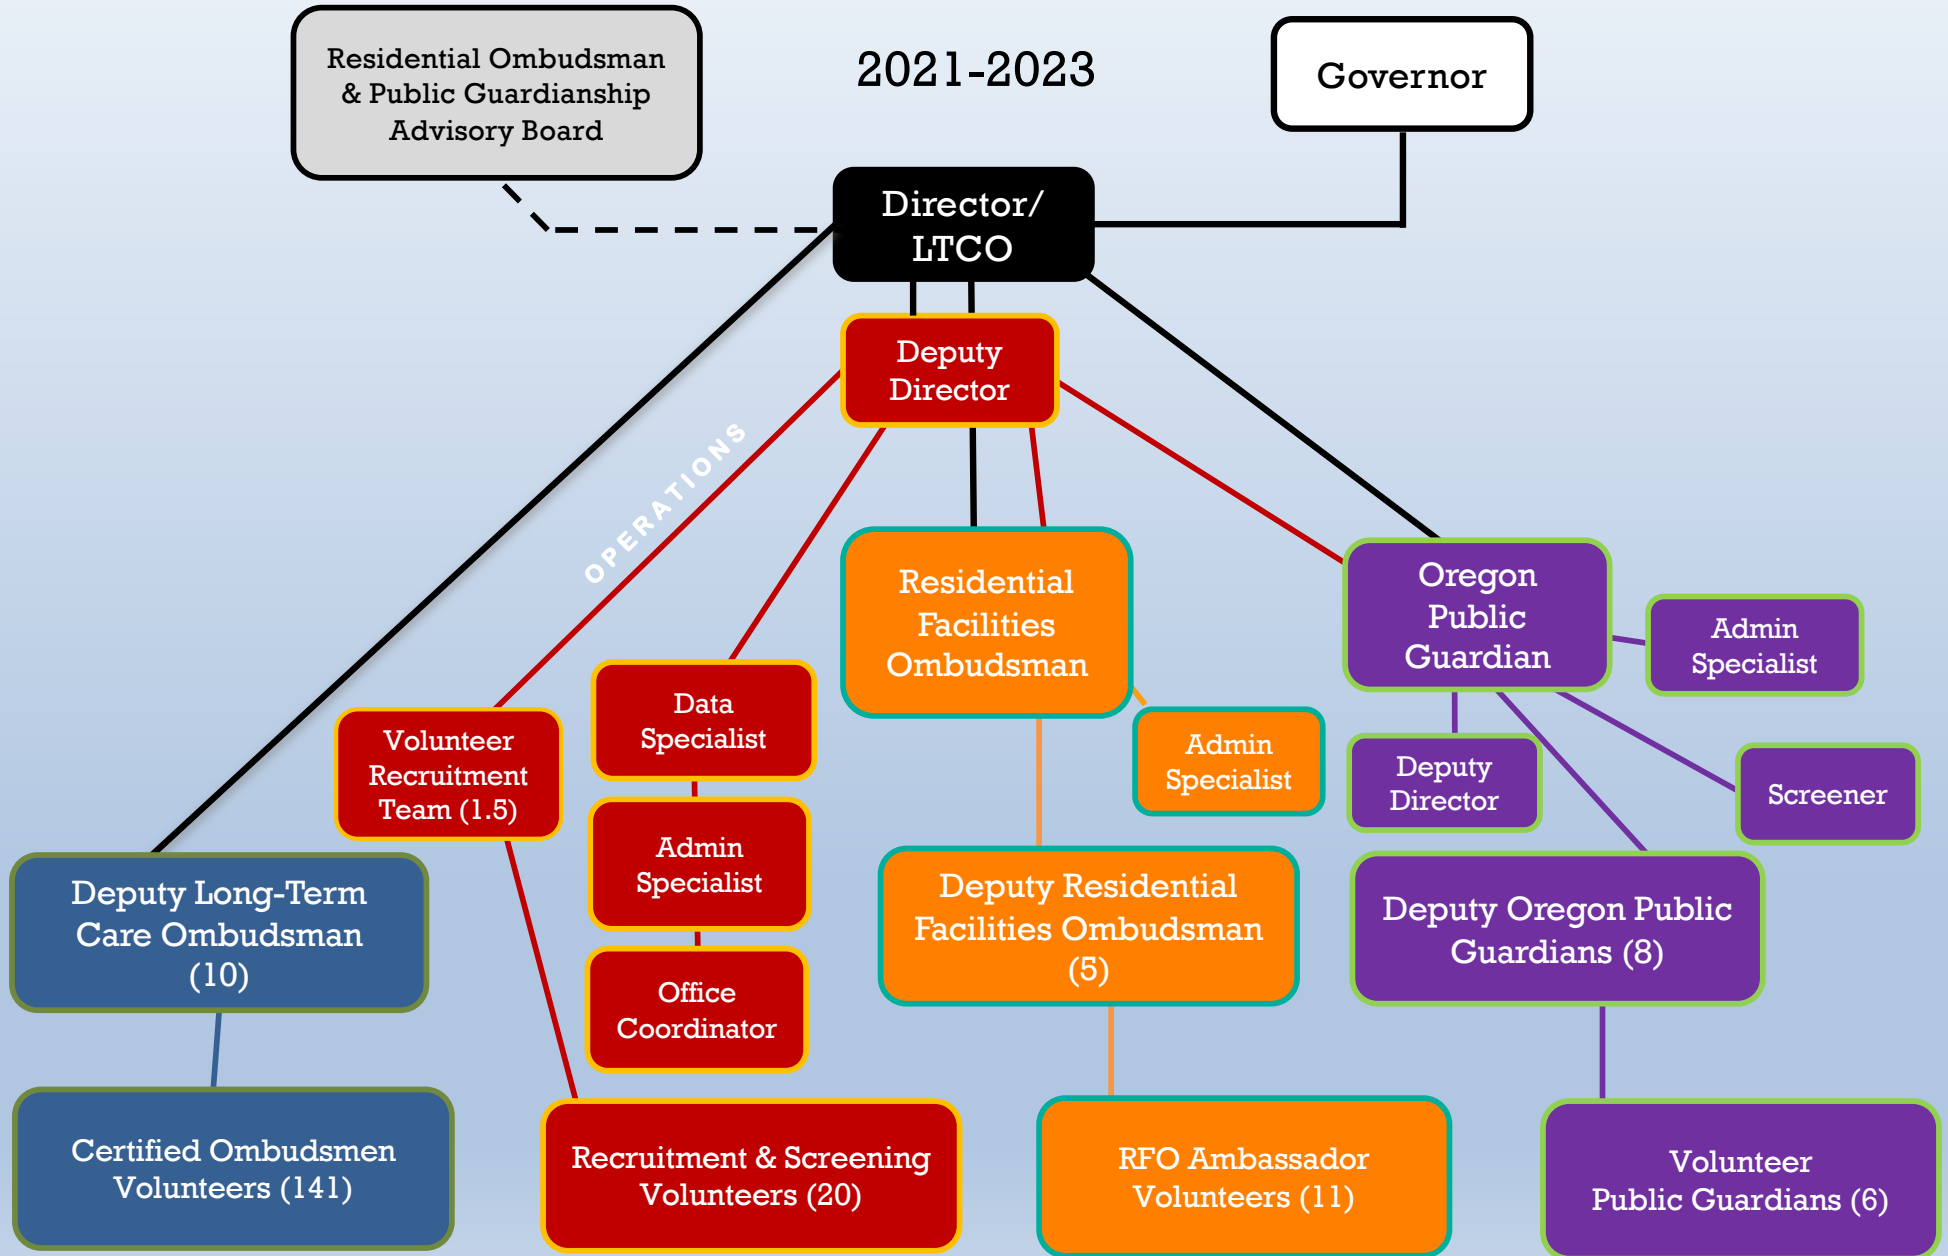 Residential Ombudsman
& Public Guardianship
Advisory Board
2021-2023
Governor
Director/
LTCO
Deputy
Director
OPERATIONS
Residential
Facilities
Ombudsman
Oregon
Public
Guardian
Admin
Specialist
Data
Specialist
Volunteer
Recruitment
Team (1.5)
Admin
Specialist
Deputy
Director
Screener
Admin
Specialist
Deputy Long-Term
Care Ombudsman
(10)
Deputy Residential
Facilities Ombudsman
(5)
Deputy Oregon Public
Guardians (8)
Office
Coordinator
Certified Ombudsmen
Volunteers (141)
Recruitment & Screening
Volunteers (20)
RFO Ambassador
Volunteers (11)
Volunteer
Public Guardians (6)